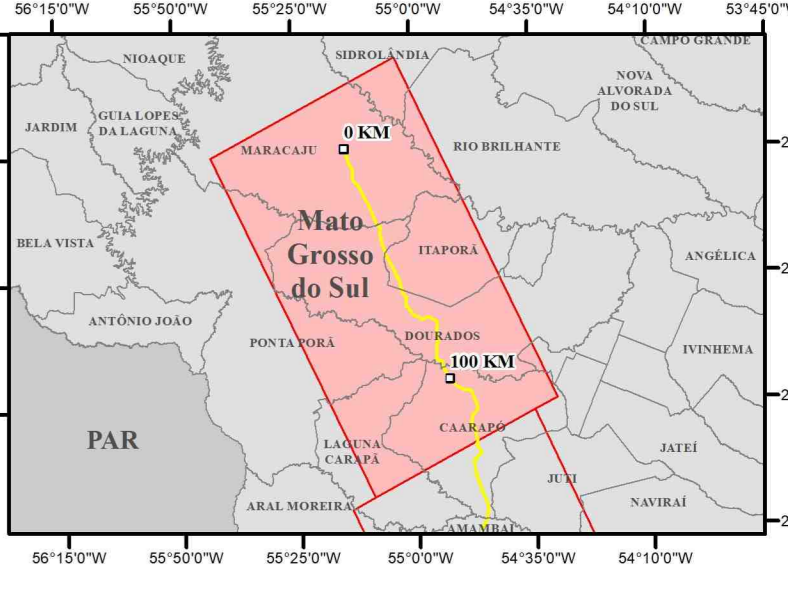 56°15'0"W 55°50'0"W 55°25'0"W 55°0'0"W 54°35'0"W 54°10'0"W 53°45'0"W
CAMPO GRANDE
NIOAQUE
SIDROLÂNDIA
NOVA
ALVORADA
DO SUL
JARDIM
GUIA LOPES
DA LAGUNA
0 KM
MARACAJU
RIO BRILHANTE
Mato
Grosso
do Sul
BELA VISTA
ITAPORÃ
ANGÉLICA
ANTÔNIO JOÃO
PONTA PORÃ
DOURADOS
IVINHEMA
100 KM
PAR
CAARAPÓ
LAGUNA
CARAPÃ
JATEÍ
JUTI
ARAL MOREIRA
NAVIRAÍ
AMAMBAI
56°15'0"W 55°50'0"W 55°25'0"W 55°0'0"W 54°35'0"W 54°10'0"W